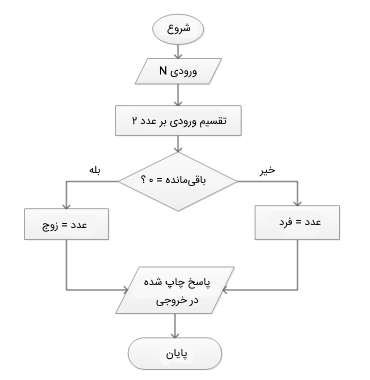 شروع
ورودی N
تقسیم ورودی بر عدد ۲
باقی‌مانده = ۰ ؟
بله
خیر
عدد = زوج
عدد = فرد
پاسخ چاپ شده
در خروجی
پایان